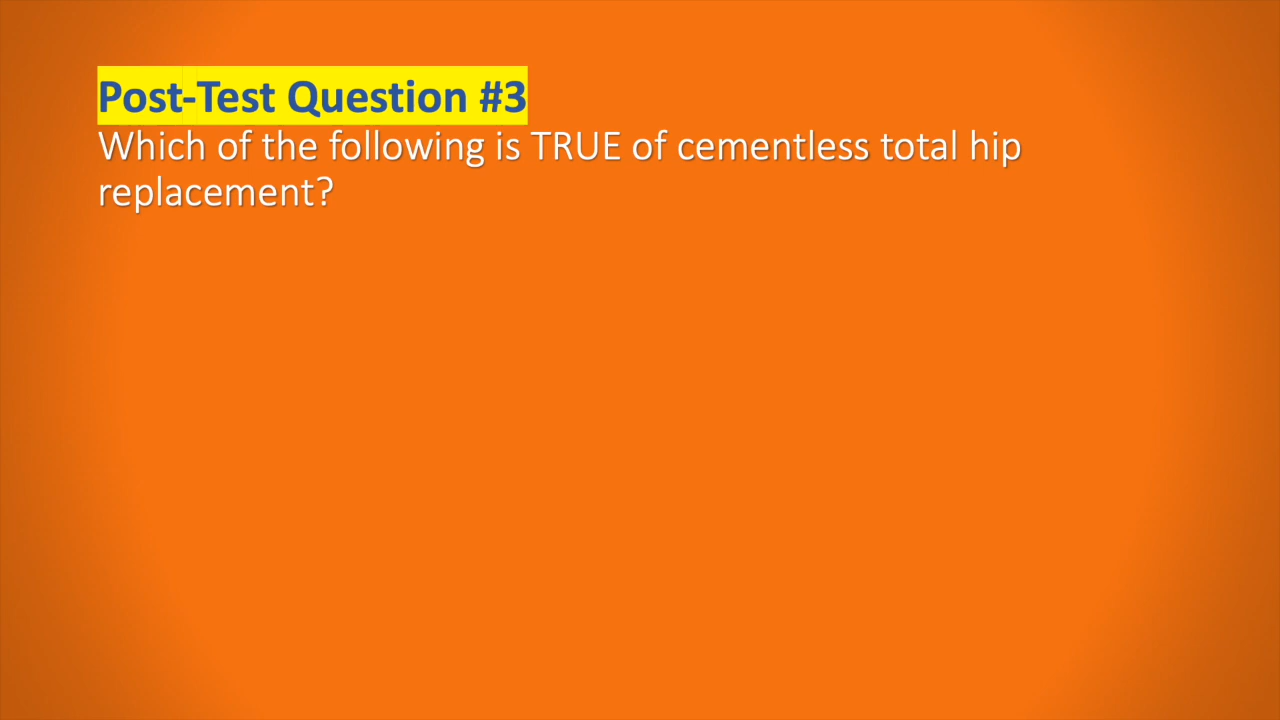 Post-Test Question #3
Which of the following is TRUE of cementless total hip
replacement?